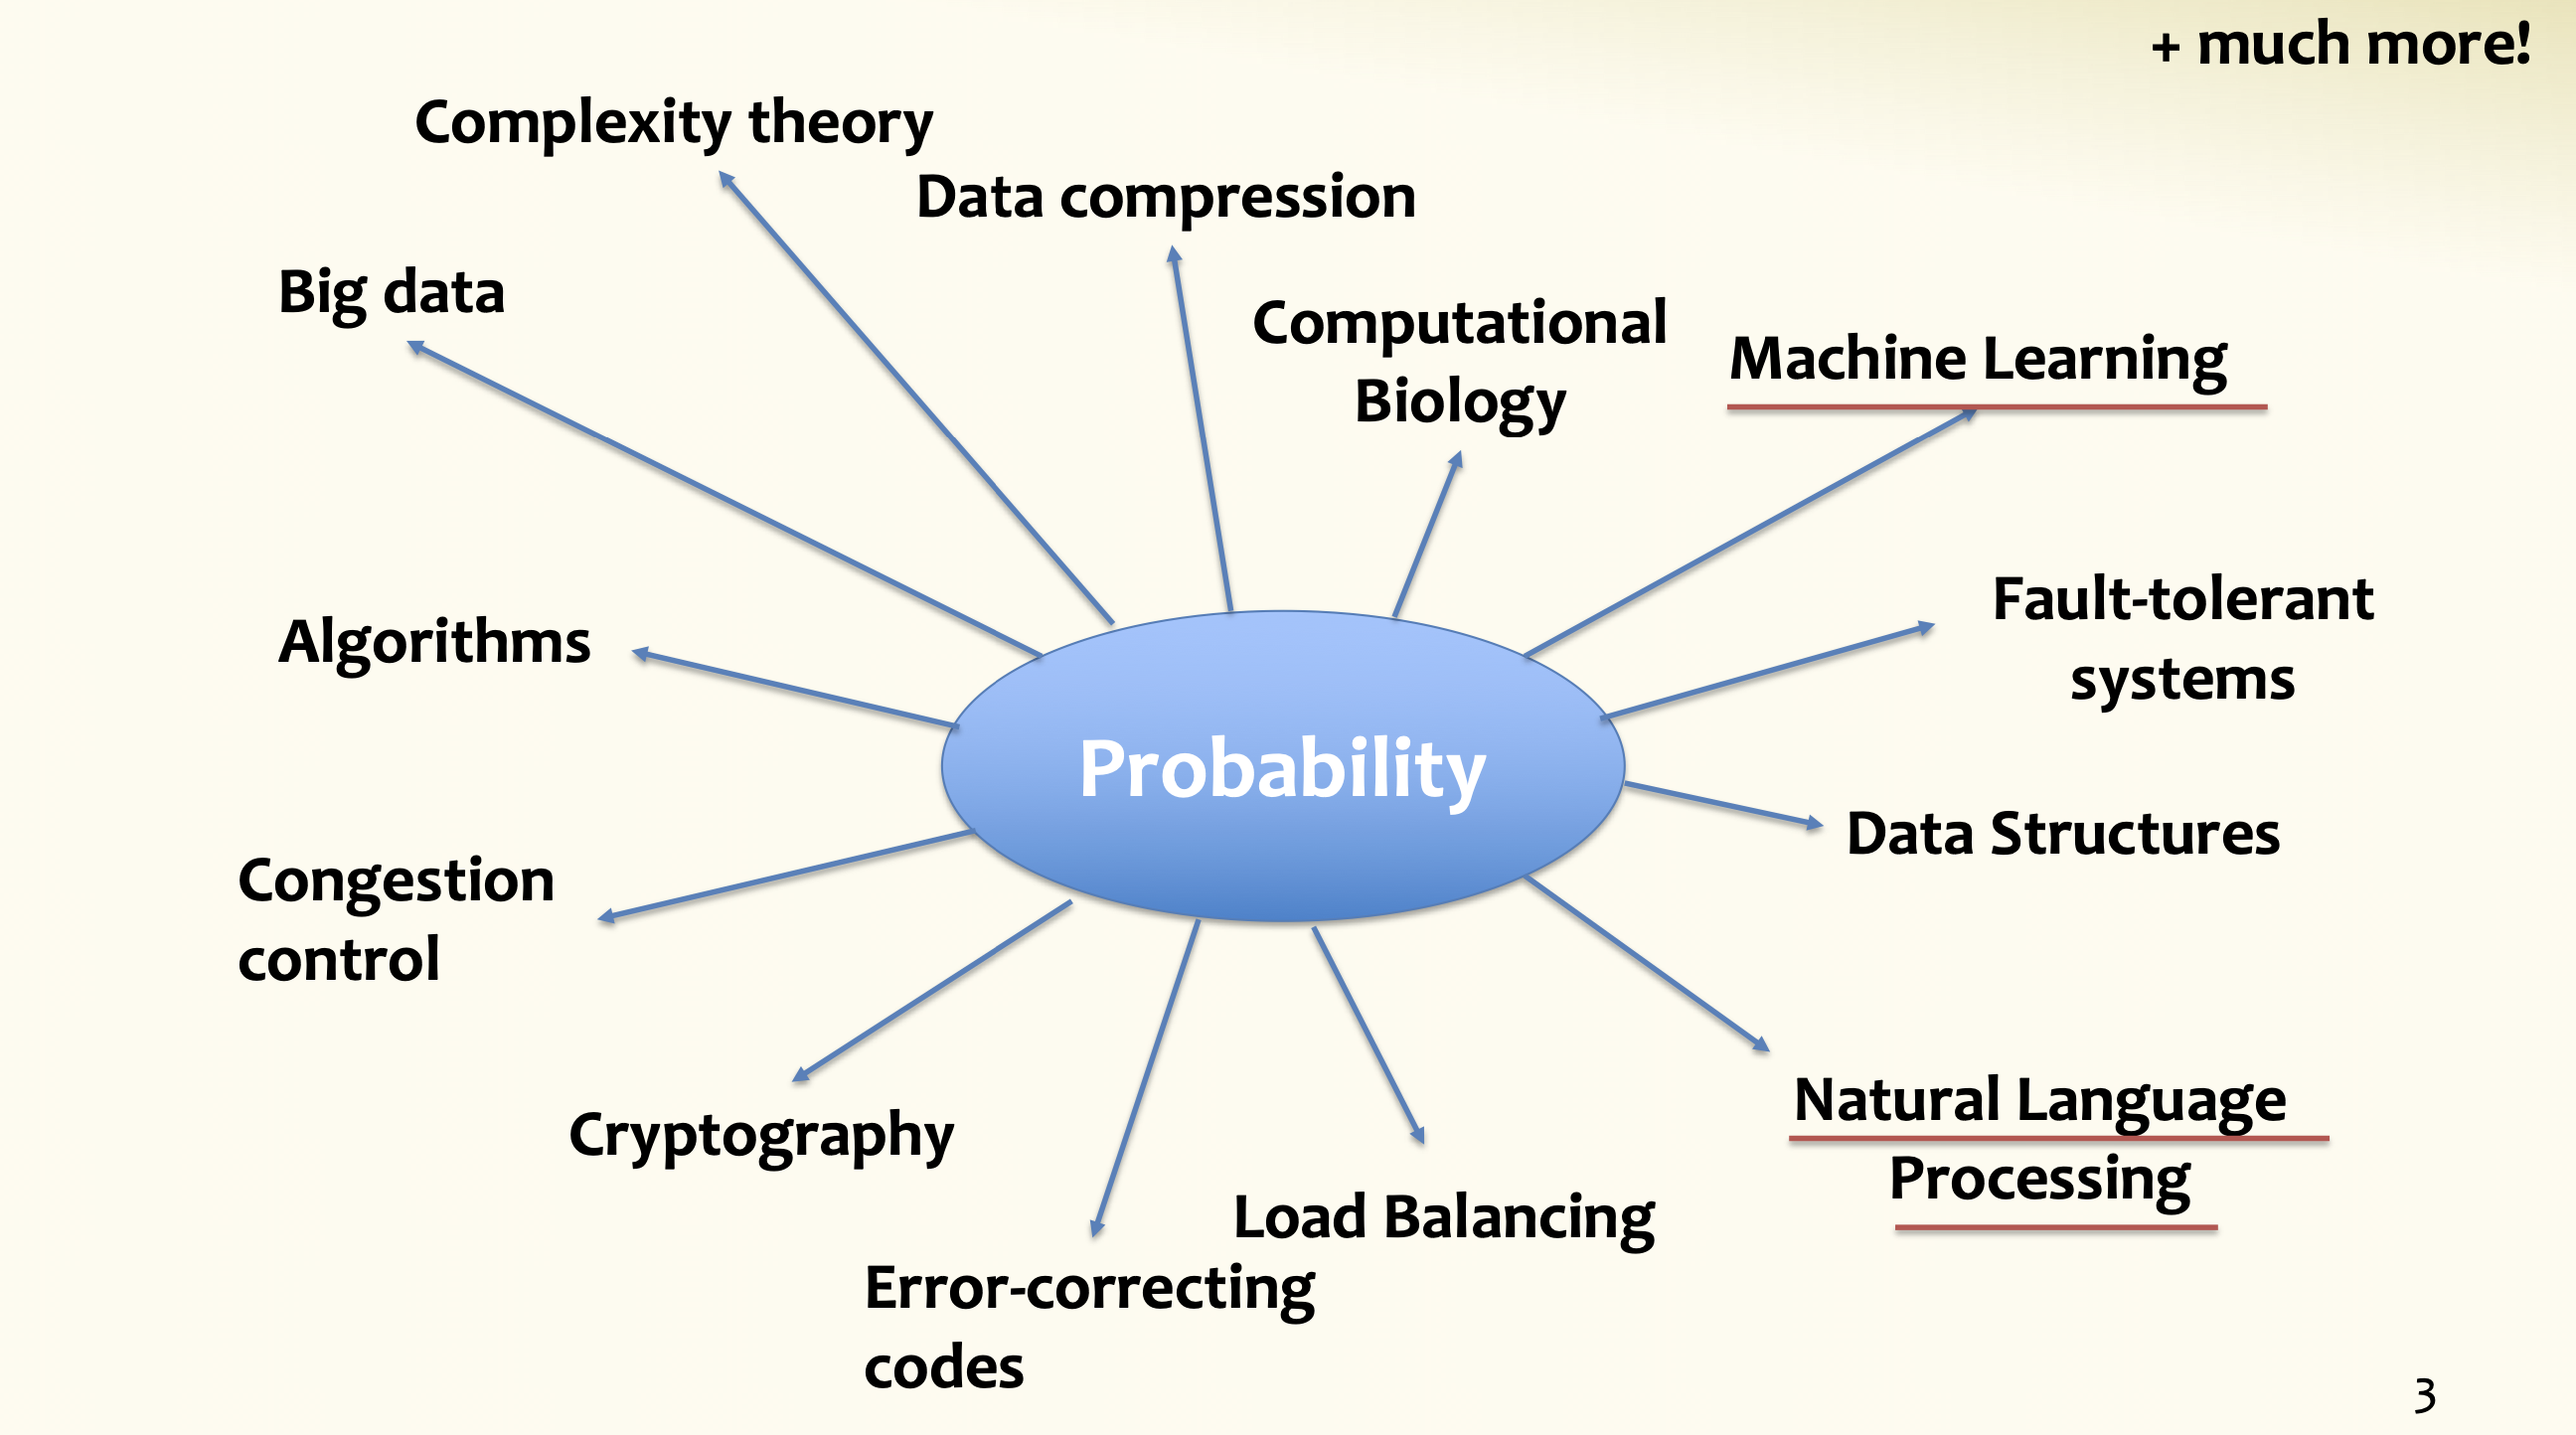 + much more!
Complexity theory
Data compression
Big data
Computational
Biology
Machine Learning
Fault-tolerant
systems
Algorithms
Probability
Data Structures
Congestion
control
Natural Language
Processing
Cryptography
Load Balancing
Error-correcting
codes
3